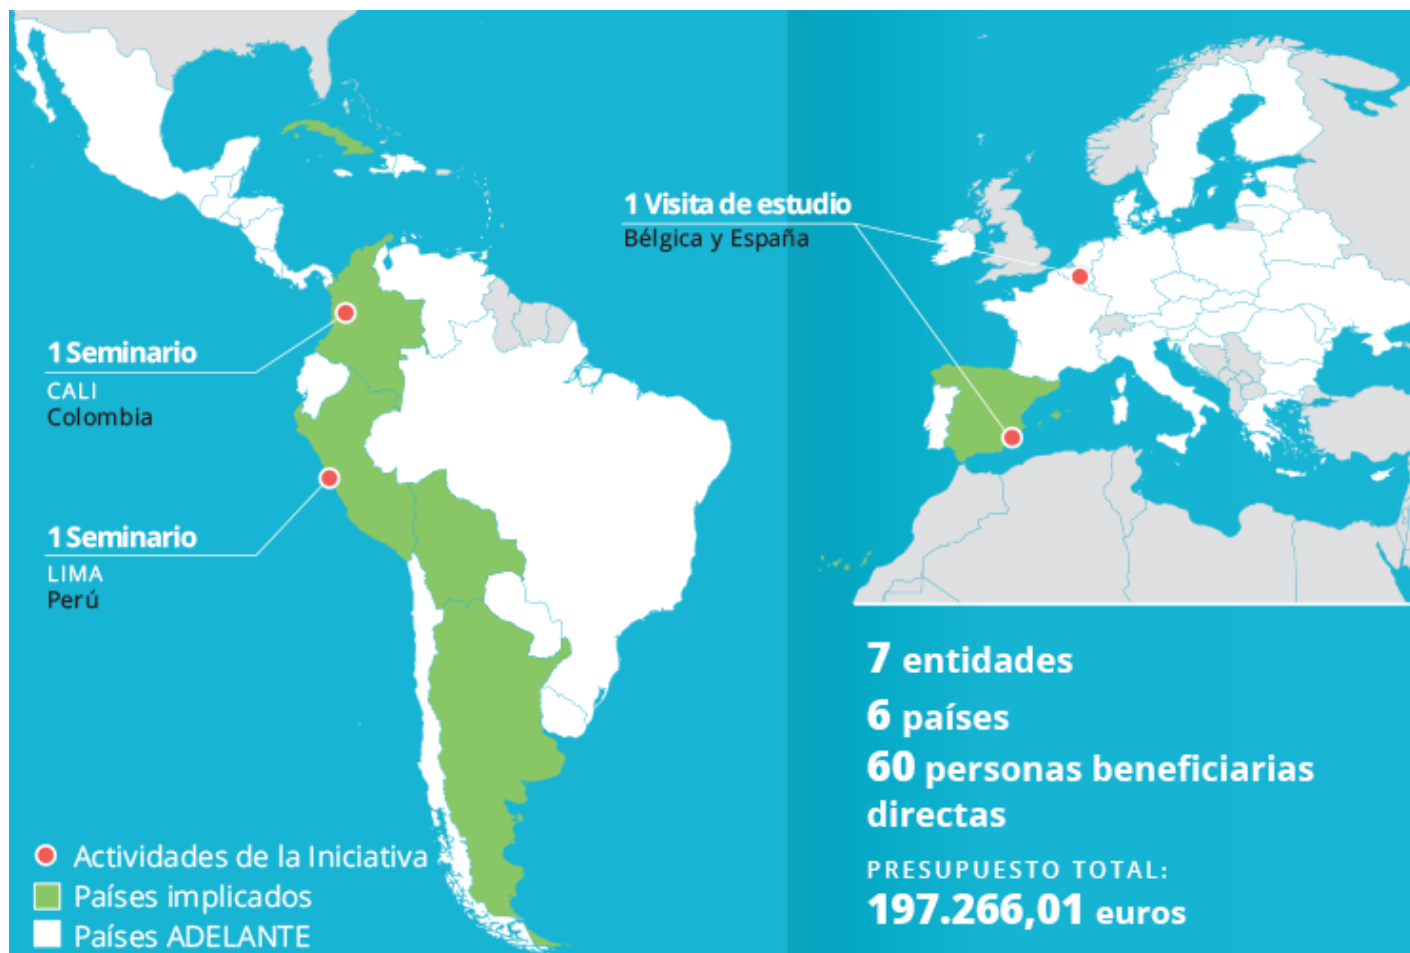 1 Visita de estudio
Bélgica y España
1 Seminario
CALI
Colombia
1 Seminario
LIMA
Perú
7 entidades
6 países
60 personas beneficiarias
directas
PRESUPUESTO TOTAL:
197.266,01 euros
Actividades de la Iniciativa
Países implicados
Países ADELANTE